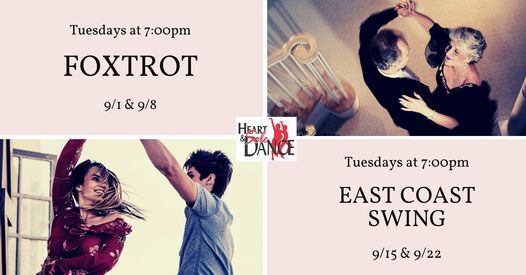 Tuesdays at 7:00pm
FOXTROT
9/1 & 9/8
HEART
& Sole
DANCE
Tuesdays at 7:00pm
EAST COAST
SWING
9/15 & 9/22